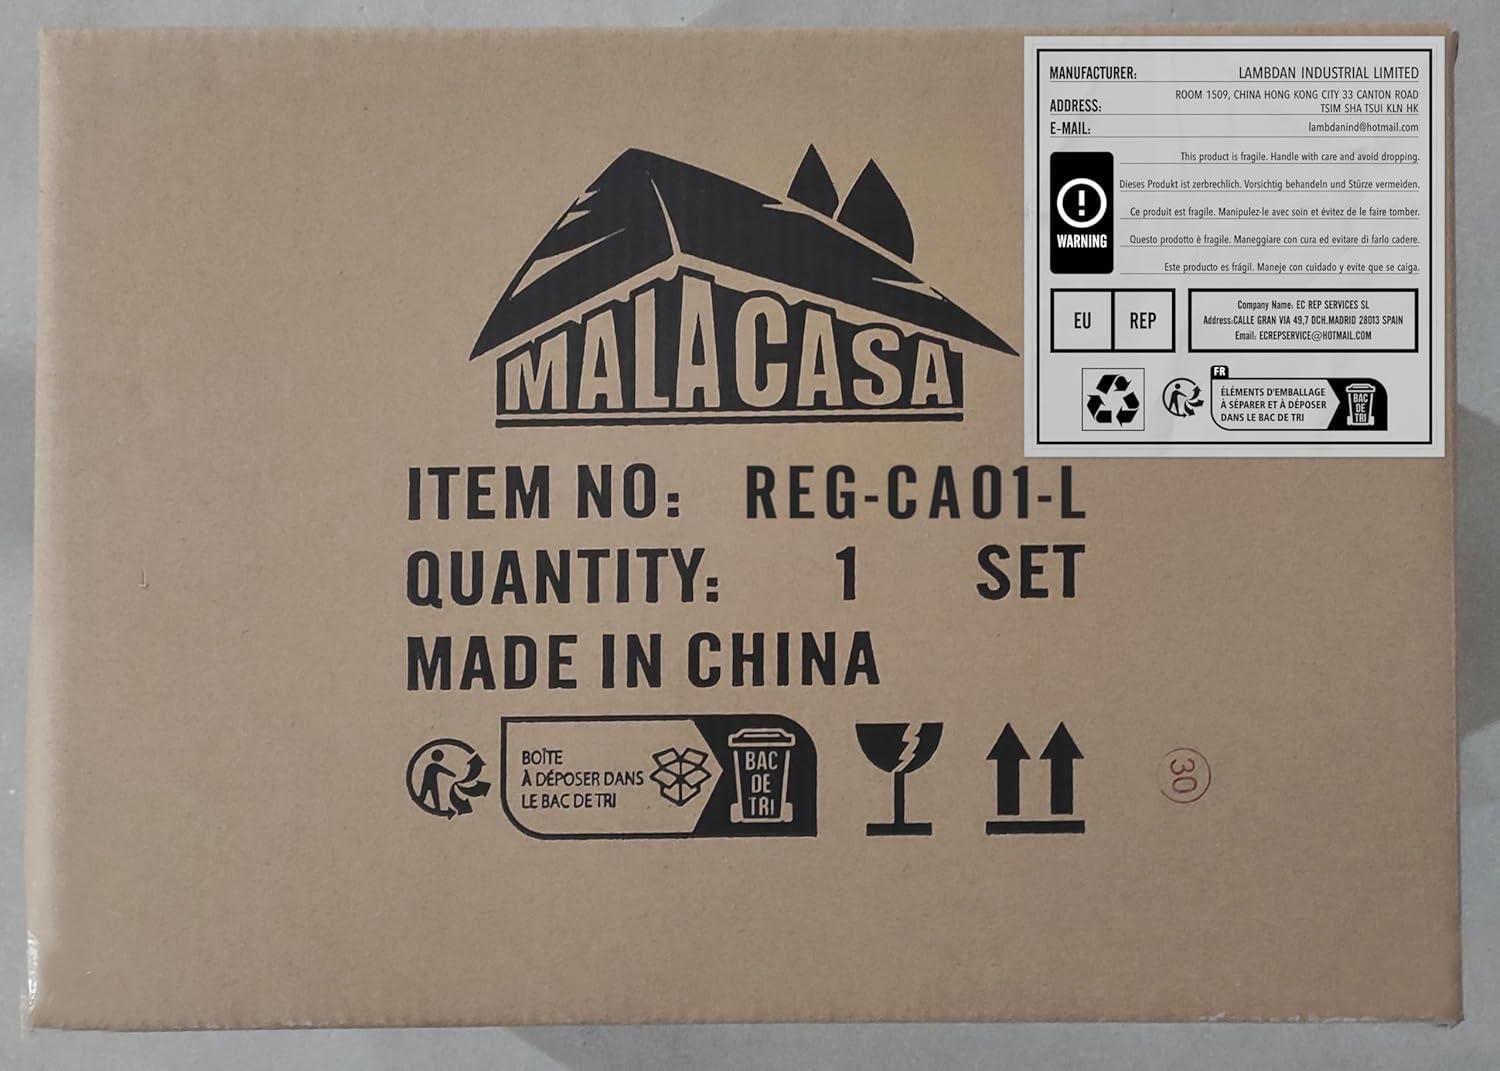 MANUFACTURER: LAMBDAN INDUSTRIAL LIMITED
ADDRESS: ROOM 1509, CHINA HONG KONG CITY 33 CANTON ROAD
TSIM SHA TSUI KLN HK
E-MAIL: lambdanind@hotmail.com
This product is fragile. Handle with care and avoid dropping.
Dieses Produkt ist zerbrechlich. Vorsichtig behandeln und Stürze vermeiden.
Ce produit est fragile. Manipulez-le avec soin et évitez de le faire tomber.
WARNING
Questo prodotto è fragile. Maneggiare con cura ed evitare di farlo cadere.
Este producto es frágil. Maneje con cuidado y evite que se caiga.
EU REP
Company Name: EC REP SERVICES SL
Address:CALLE GRAN VIA 49,7 DCH.MADRID 28013 SPAIN
Email: ECREPSERVICE@HOTMAIL.COM
FR
ÉLÉMENTS D'EMBALLAGE
À SÉPARER ET À DÉPOSER
DANS LE BAC DE TRI
BAC
DE
TRI
MALACASA
ITEM NO: REG-CA01-L
QUANTITY: 1 SET
MADE IN CHINA
BOÎTE
À DÉPOSER DANS
LE BAC DE TRI
BAC
DE
TRI
30